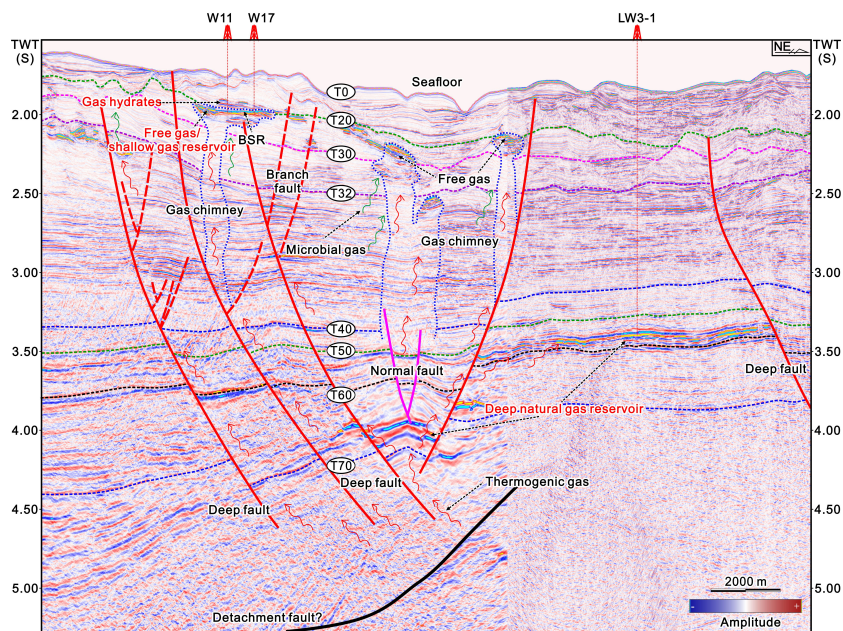 W11
W17
LW3-1
TWT
(S)
NE
TWT
(S)
Seafloor
T0
Gas hydrates
2.00
T20
2.00
Free gas/
shallow gas reservoir
BSR
T30
Branch
fault
Free gas
2.50
T32
2.50
Gas chimney
Microbial gas
Gas chimney
3.00
3.00
T40
3.50
T50
3.50
Normal fault
Deep fault
T60
Deep natural gas reservoir
4.00
4.00
T70
Deep fault
Thermogenic gas
4.50
Deep fault
4.50
5.00
2000 m
5.00
- +
Detachment fault?
Amplitude